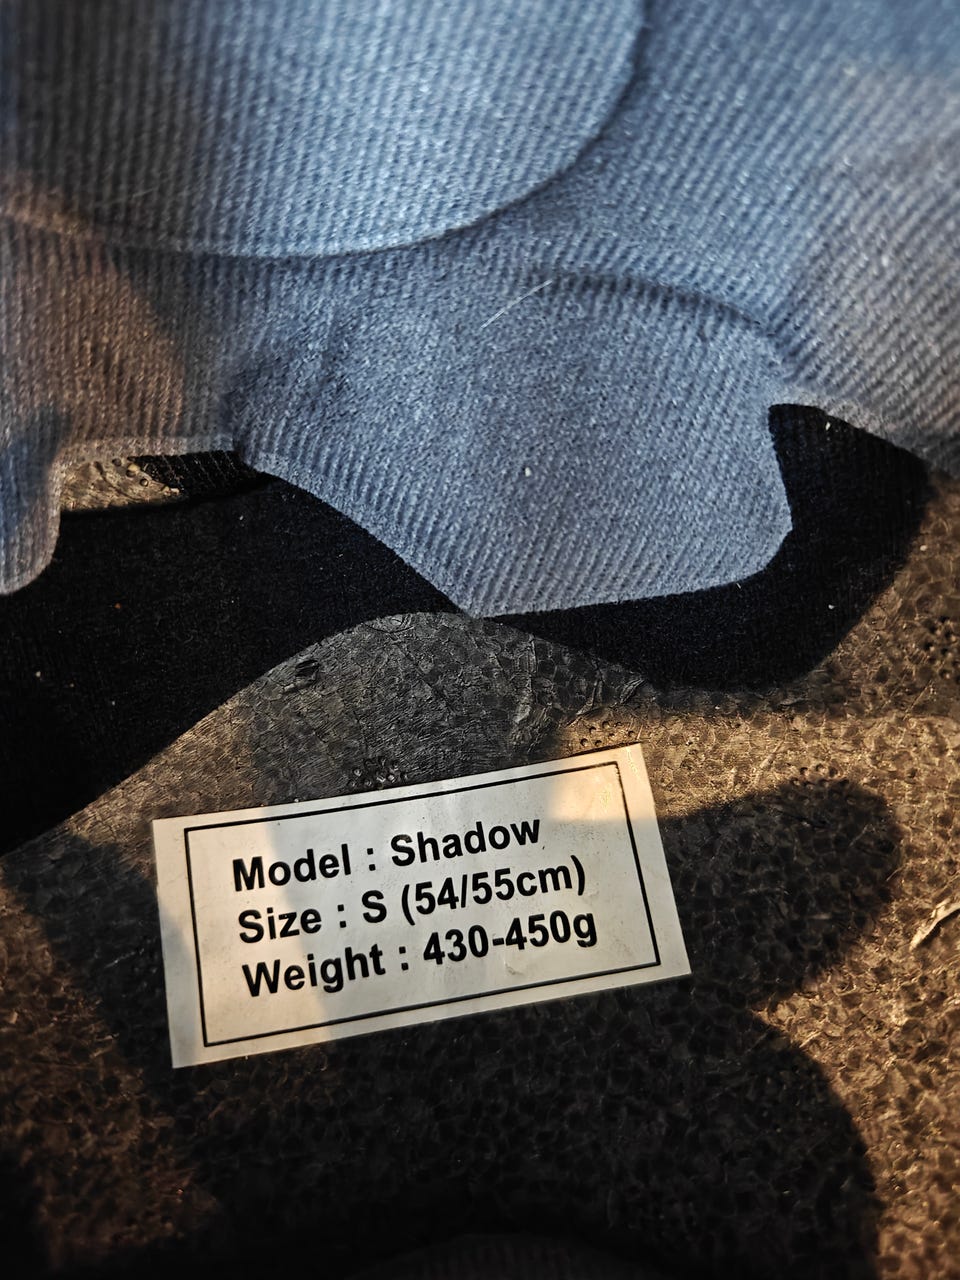 Model : Shadow
Size : S (54/55cm)
Weight : 430-450g